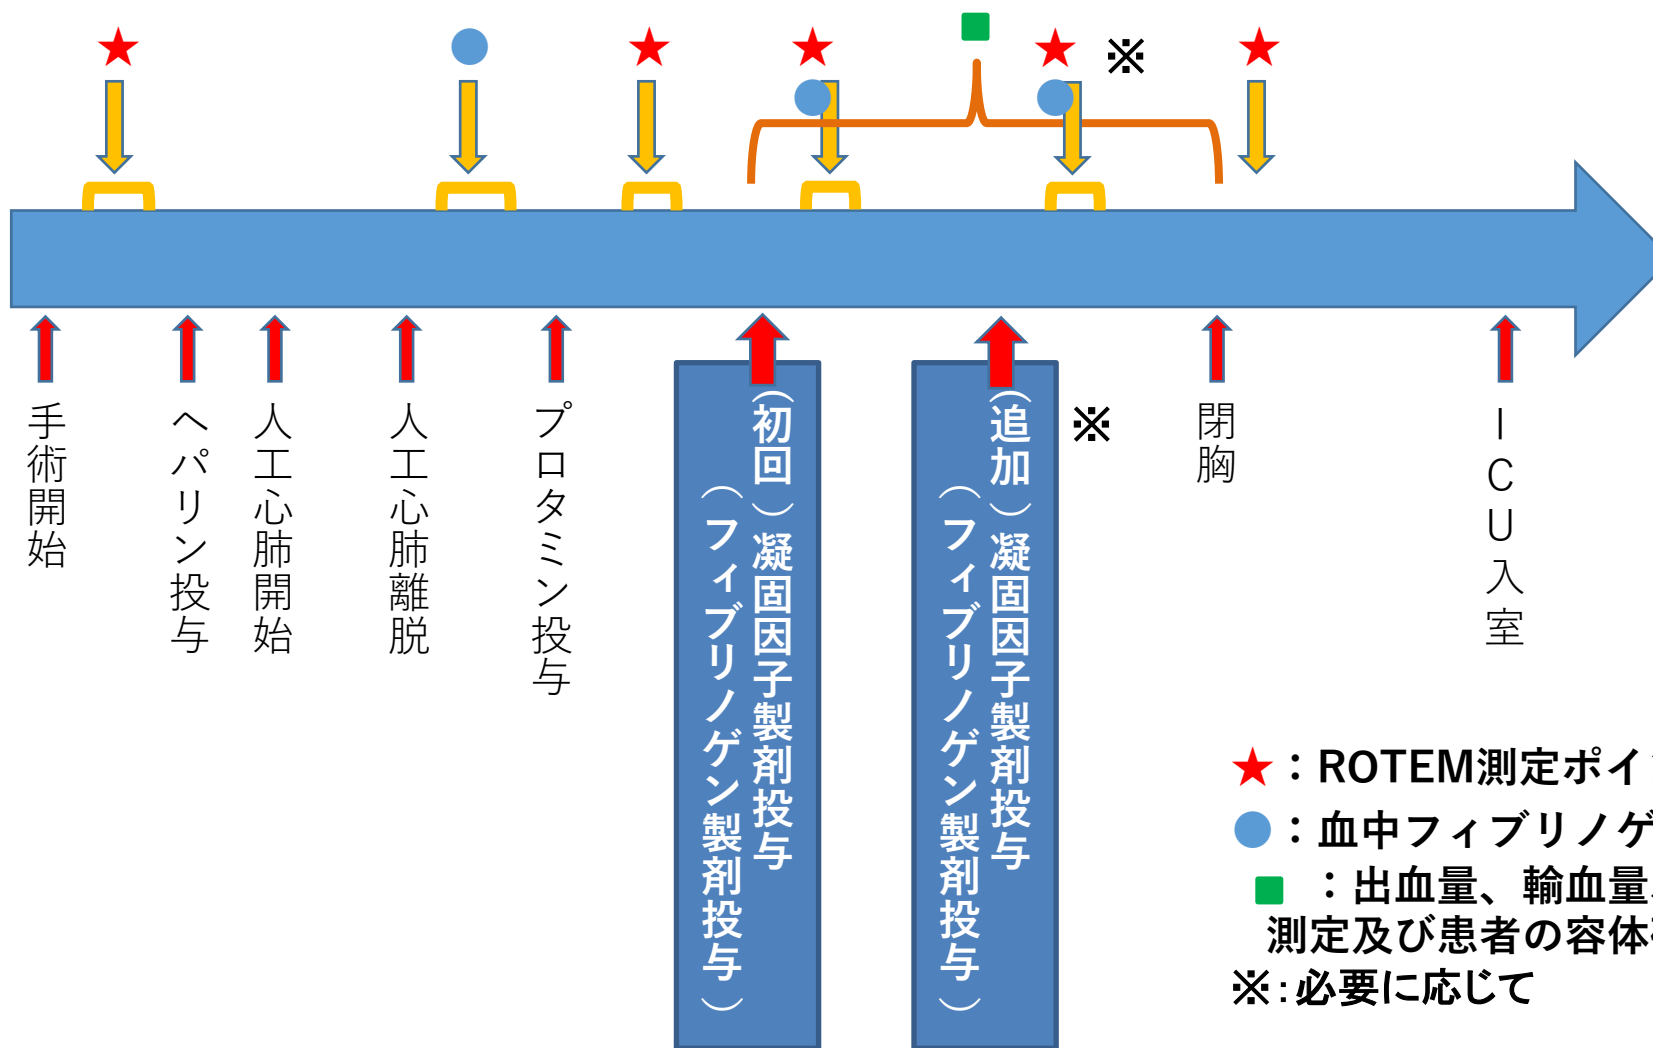 ※
手術開始
ヘパリン投与
人工心肺開始
人工心肺離脱
プロタミン投与
（初回）凝固因子製剤投与
（フィブリノゲン製剤投与）
（追加）凝固因子製剤投与
（フィブリノゲン製剤投与）
※
閉胸
ICU入室
★：ROTEM測定ポイ
●：血中フィブリノゲ
■：出血量、輸血量
測定及び患者の容体
※：必要に応じて